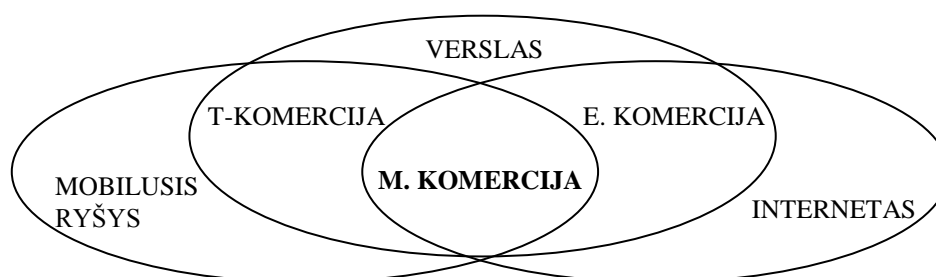 VERSLAS
T-KOMERCIJA
E. KOMERCIJA
M. KOMERCIJA
MOBILUSIS
RYŠYS
INTERNETAS